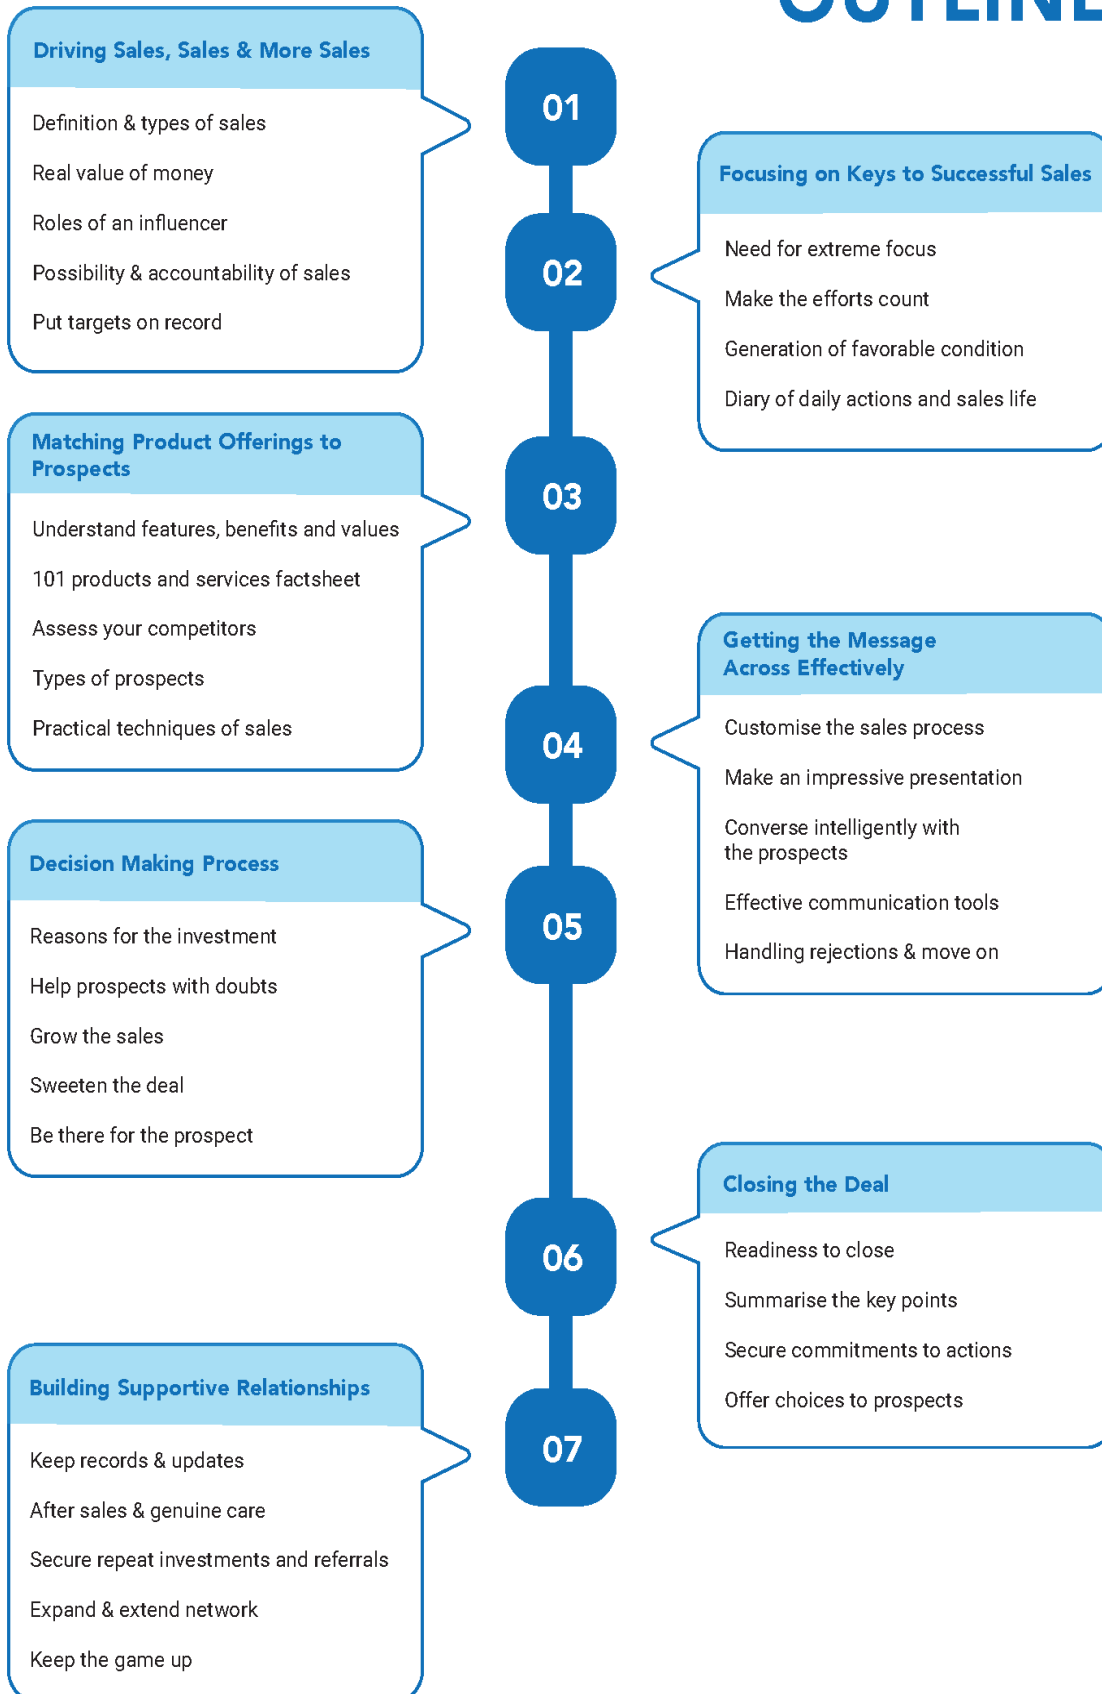 OUTLINE
Driving Sales, Sales & More Sales
Definition & types of sales
Real value of money
Roles of an influencer
Possibility & accountability of sales
Put targets on record
01
02
Focusing on Keys to Successful Sales
Need for extreme focus
Make the efforts count
Generation of favorable condition
Diary of daily actions and sales life
Matching Product Offerings to
Prospects
Understand features, benefits and values
101 products and services factsheet
Assess your competitors
Types of prospects
Practical techniques of sales
03
04
Getting the Message
Across Effectively
Customise the sales process
Make an impressive presentation
Converse intelligently with
the prospects
Effective communication tools
Handling rejections & move on
Decision Making Process
Reasons for the investment
Help prospects with doubts
Grow the sales
Sweeten the deal
Be there for the prospect
05
06
Closing the Deal
Readiness to close
Summarise the key points
Secure commitments to actions
Offer choices to prospects
Building Supportive Relationships
Keep records & updates
After sales & genuine care
Secure repeat investments and referrals
Expand & extend network
Keep the game up
07